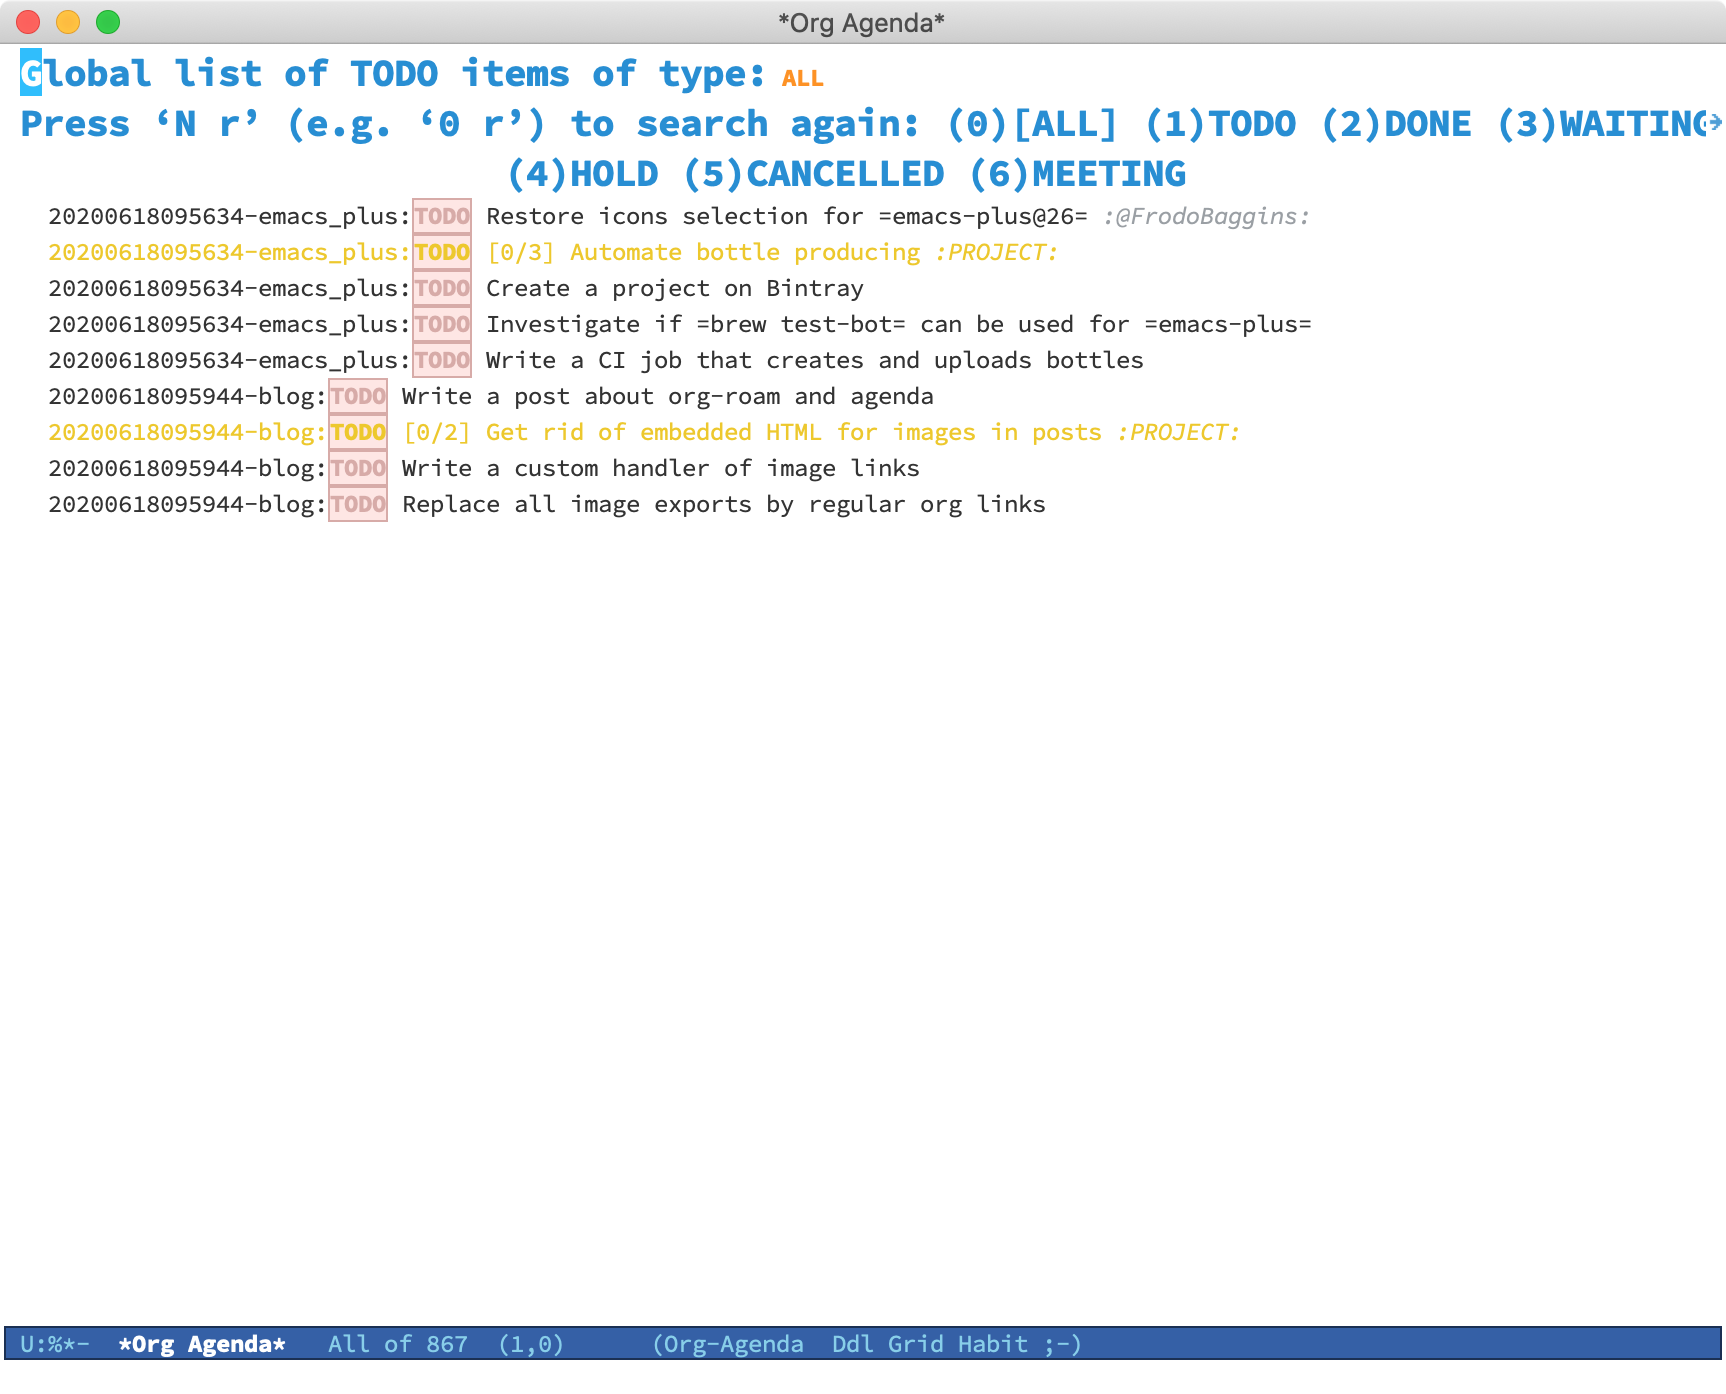 *Org Agenda*
Global list of TODO items of type: ALL
Press ‘N r’ (e.g. ‘0 r’) to search again: (0)[ALL] (1)TODO (2)DONE (3)WAITING
(4)HOLD (5)CANCELLED (6)MEETING
20200618095634-emacs_plus:TODO Restore icons selection for =emacs-plus@26= :@FrodoBaggins:
20200618095634-emacs_plus:TODO [0/3] Automate bottle producing :PROJECT:
20200618095634-emacs_plus:TODO Create a project on Bintray
20200618095634-emacs_plus:TODO Investigate if =brew test-bot= can be used for =emacs-plus=
20200618095634-emacs_plus:TODO Write a CI job that creates and uploads bottles
20200618095944-blog:TODO Write a post about org-roam and agenda
20200618095944-blog:TODO [0/2] Get rid of embedded HTML for images in posts :PROJECT:
20200618095944-blog:TODO Write a custom handler of image links
20200618095944-blog:TODO Replace all image exports by regular org links
U:%*- *Org Agenda* All of 867 (1,0) (Org-Agenda Ddl Grid Habit ;-)